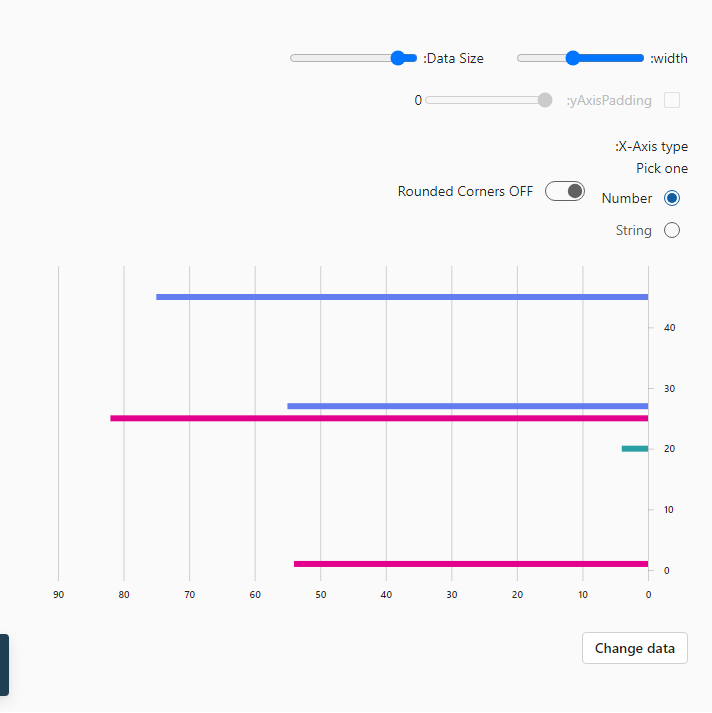 :width
:Data Size
:yAxisPadding
0
:X-Axis type
Pick one
Number
Rounded Corners OFF
String
40
30
20
10
0
90 80 70 60 50 40 30 20 10 0
Change data